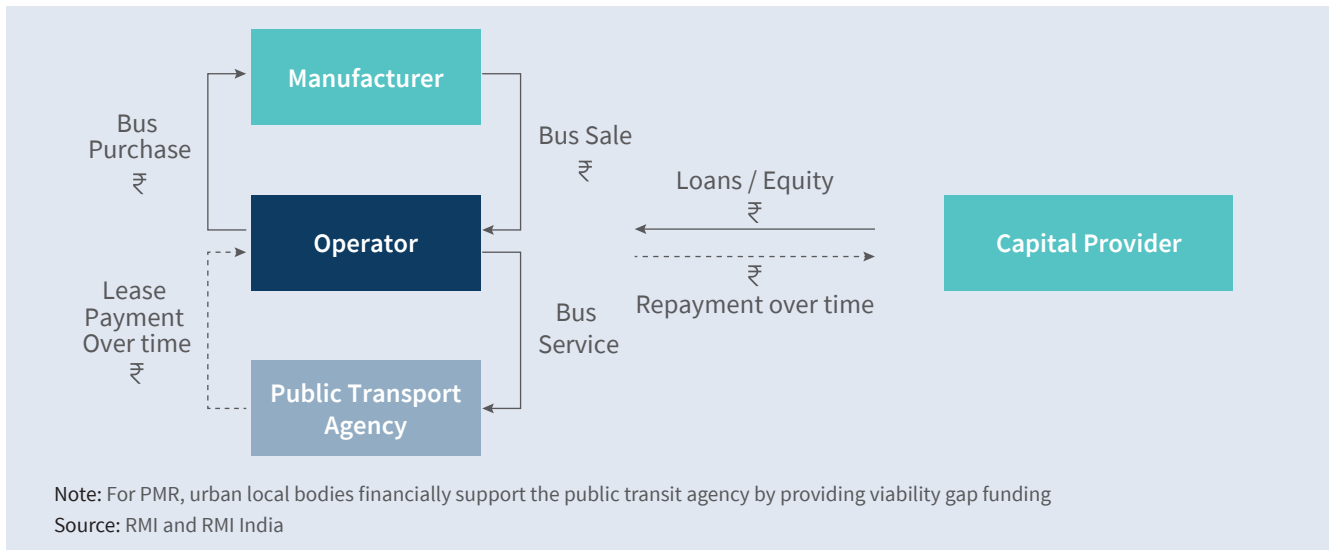 Manufacturer
Bus
Purchase
₹
Bus Sale
₹
Loans / Equity
₹
Operator
Capital Provider
₹
Repayment over time
Lease
Payment
Over time
₹
Bus
Service
Public Transport
Agency
Note: For PMR, urban local bodies financially support the public transit agency by providing viability gap funding
Source: RMI and RMI India